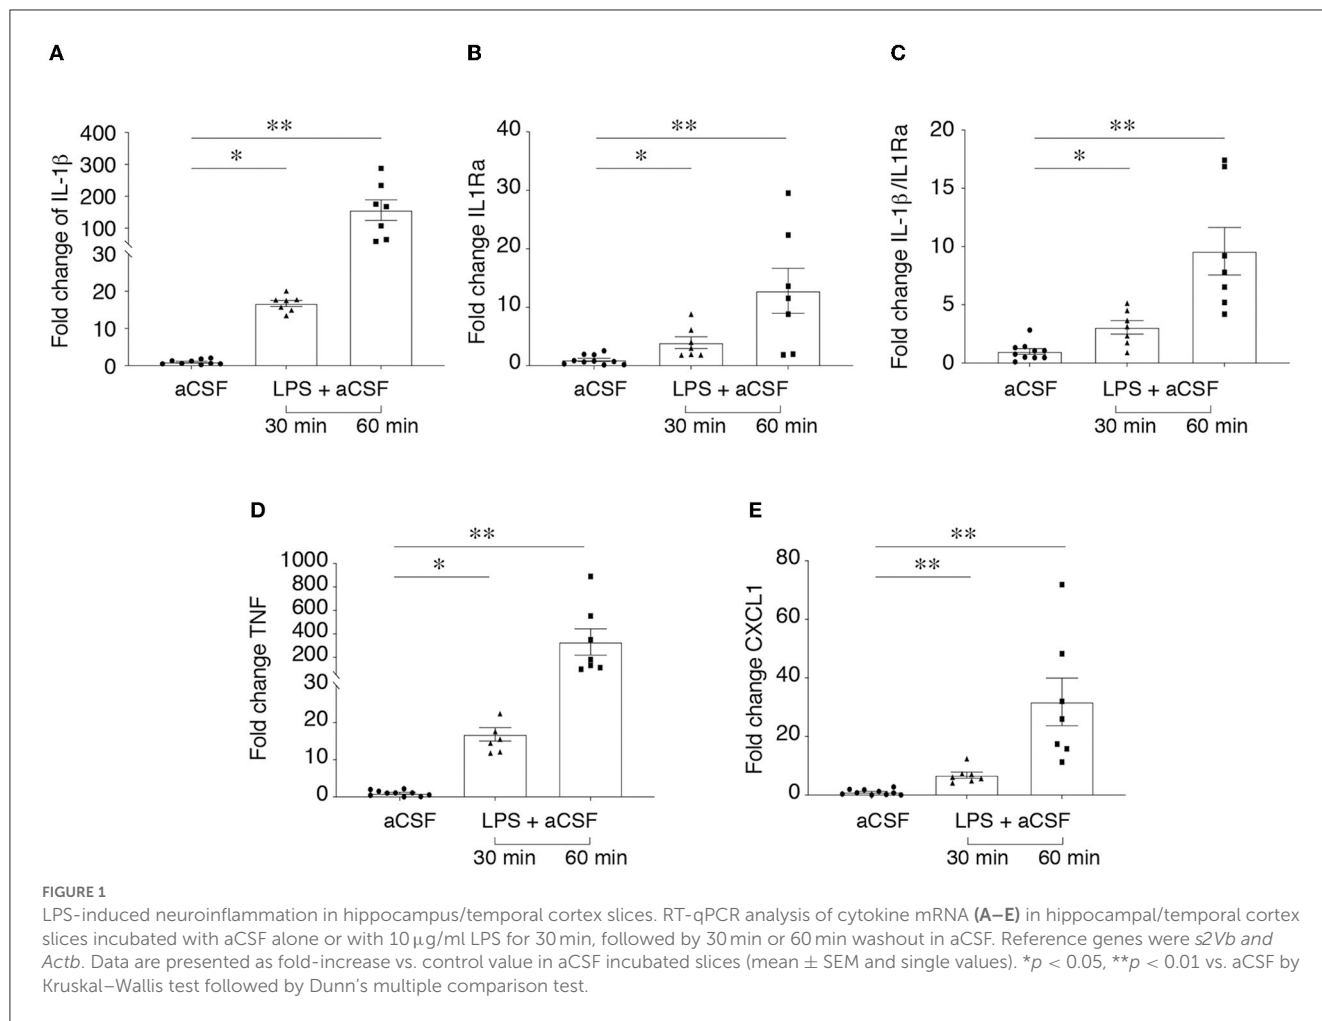 A
Fold change of IL-1β
400
300
200
100
30
20
10
0
*
**
aCSF
LPS + aCSF
30 min
60 min
B
Fold change IL1Ra
40
30
20
10
0
*
**
aCSF
LPS + aCSF
30 min
60 min
C
Fold change IL-1β/IL1Ra
20
15
10
5
0
*
**
aCSF
LPS + aCSF
30 min
60 min
D
Fold change TNF
1000
800
600
400
200
30
20
10
0
*
**
aCSF
LPS + aCSF
30 min
60 min
E
Fold change CXCL1
80
60
40
20
0
**
**
aCSF
LPS + aCSF
30 min
60 min
FIGURE 1
LPS-induced neuroinflammation in hippocampus/temporal cortex slices. RT-qPCR analysis of cytokine mRNA (A–E) in hippocampal/temporal cortex
slices incubated with aCSF alone or with 10 µg/ml LPS for 30 min, followed by 30 min or 60 min washout in aCSF. Reference genes were s2Vb and
Actb. Data are presented as fold-increase vs. control value in aCSF incubated slices (mean ± SEM and single values). *p < 0.05, **p < 0.01 vs. aCSF by
Kruskal–Wallis test followed by Dunn's multiple comparison test.